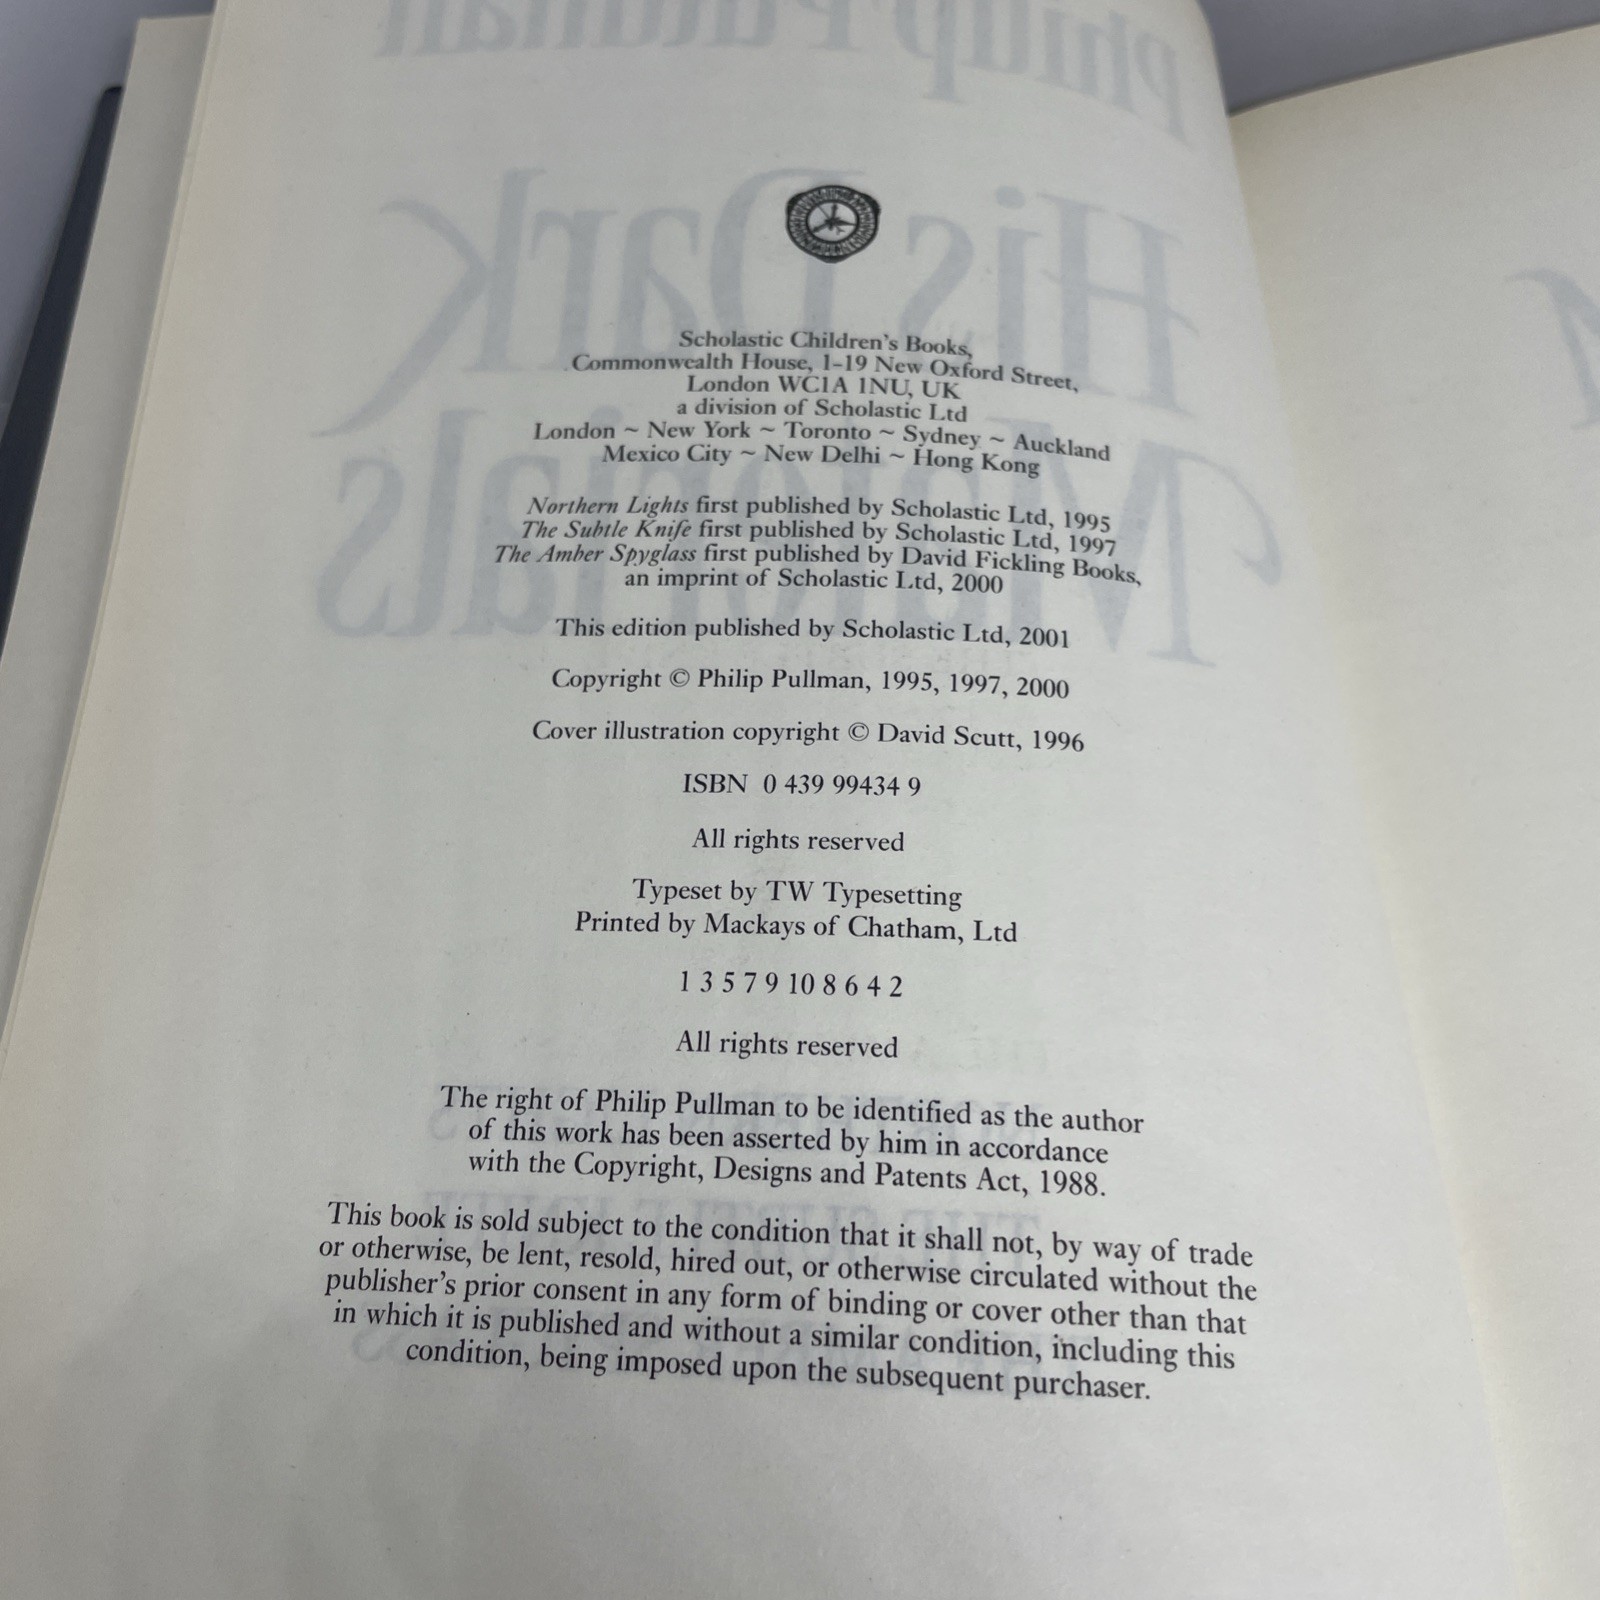 Philip Pullman
His Dark
Materials
Scholastic Children's Books,
Commonwealth House, 1–19 New Oxford Street,
London WC1A 1NU, UK
a division of Scholastic Ltd
London ~ New York ~ Toronto ~ Sydney ~ Auckland
Mexico City ~ New Delhi ~ Hong Kong
Northern Lights first published by Scholastic Ltd, 1995
The Subtle Knife first published by Scholastic Ltd, 1997
The Amber Spyglass first published by David Fickling Books,
an imprint of Scholastic Ltd, 2000
This edition published by Scholastic Ltd, 2001
Copyright © Philip Pullman, 1995, 1997, 2000
Cover illustration copyright © David Scutt, 1996
ISBN 0 439 99434 9
All rights reserved
Typeset by TW Typesetting
Printed by Mackays of Chatham, Ltd
1 3 5 7 9 10 8 6 4 2
All rights reserved
The right of Philip Pullman to be identified as the author
of this work has been asserted by him in accordance
with the Copyright, Designs and Patents Act, 1988.
This book is sold subject to the condition that it shall not, by way of trade
or otherwise, be lent, resold, hired out, or otherwise circulated without the
publisher's prior consent in any form of binding or cover other than that
in which it is published and without a similar condition, including this
condition, being imposed upon the subsequent purchaser.